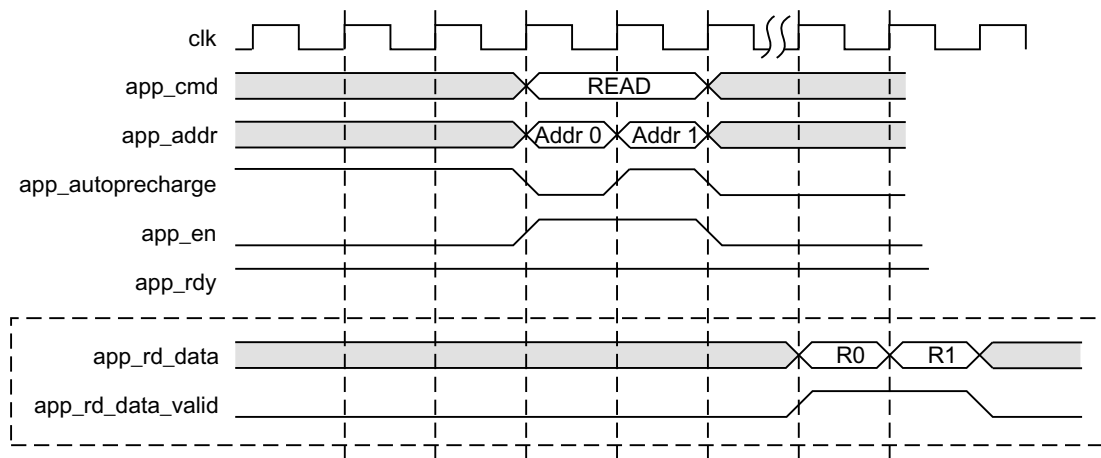 clk
app_cmd READ
app_addr Addr 0 Addr 1
app_autoprecharge
app_en
app_rdy
app_rd_data R0 R1
app_rd_data_valid